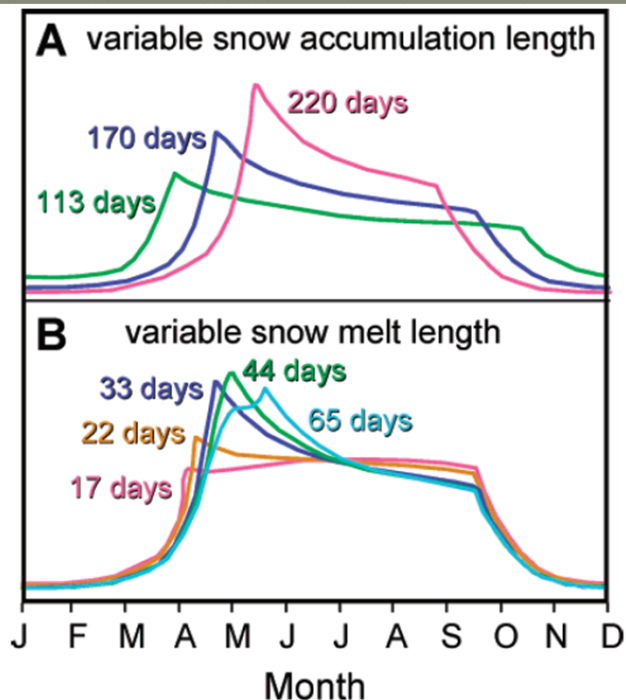 A variable snow accumulation length
220 days
170 days
113 days
B variable snow melt length
44 days
33 days
65 days
22 days
17 days
J F M A M J J A S O N D
Month